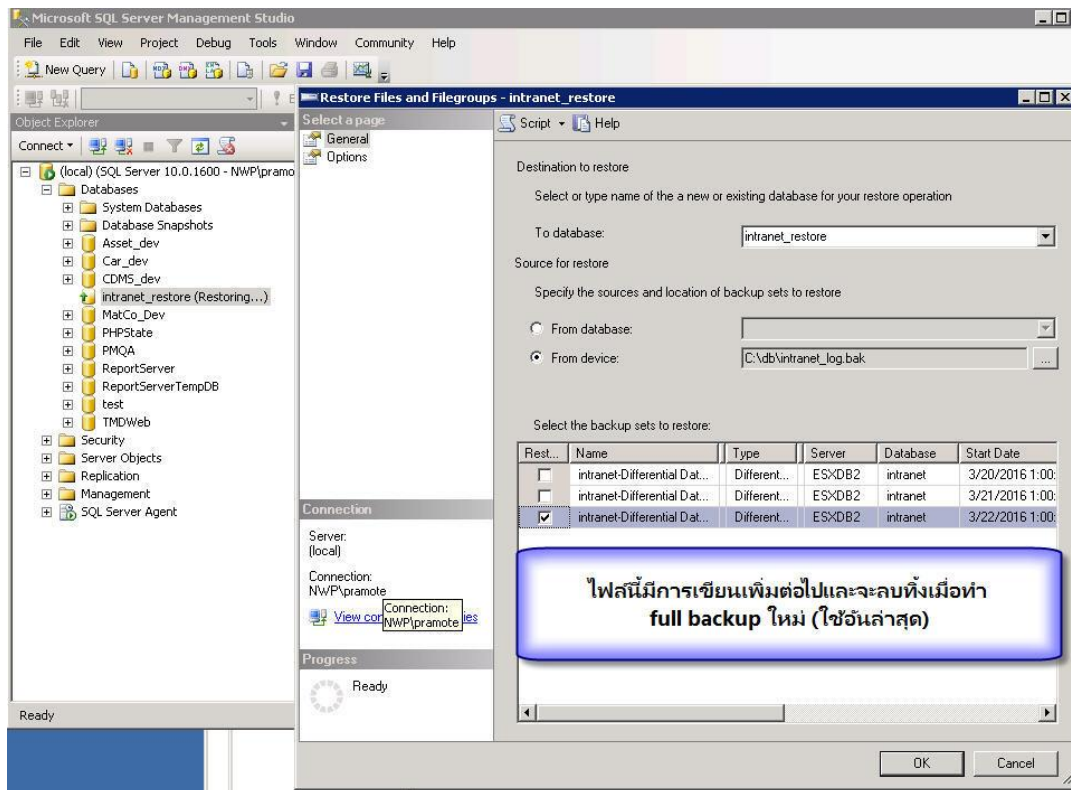 Microsoft SQL Server Management Studio
File Edit View Project Debug Tools Window Community Help
New Query
Object Explorer
Connect
(local) (SQL Server 10.0.1600 - NWP\pramo
Databases
System Databases
Database Snapshots
Asset_dev
Car_dev
CDMS_dev
intranet_restore (Restoring...)
MatCo_Dev
PHPState
PMQA
ReportServer
ReportServerTempDB
test
TMDWeb
Security
Server Objects
Replication
Management
SQL Server Agent
Ready
Restore Files and Filegroups - intranet_restore
Select a page
General
Options
Script Help
Destination to restore
Select or type name of the a new or existing database for your restore operation
To database: intranet_restore
Source for restore
Specify the sources and location of backup sets to restore
From database:
From device: C:\db\intranet_log.bak ...
Select the backup sets to restore:
Rest... Name Type Server Database Start Date
intranet-Differential Dat... Different... ESXDB2 intranet 3/20/2016 1:00:
intranet-Differential Dat... Different... ESXDB2 intranet 3/21/2016 1:00:
intranet-Differential Dat... Different... ESXDB2 intranet 3/22/2016 1:00:
ไฟล์นี้มีการเขียนเพิ่มต่อไปและจะลบทิ้งเมื่อทำ
full backup ใหม่ (ใช้อันล่าสุด)
Connection
Server:
(local)
Connection:
NWP\pramote
View con
ies
Connection:
NWP\pramote
Progress
Ready
OK Cancel